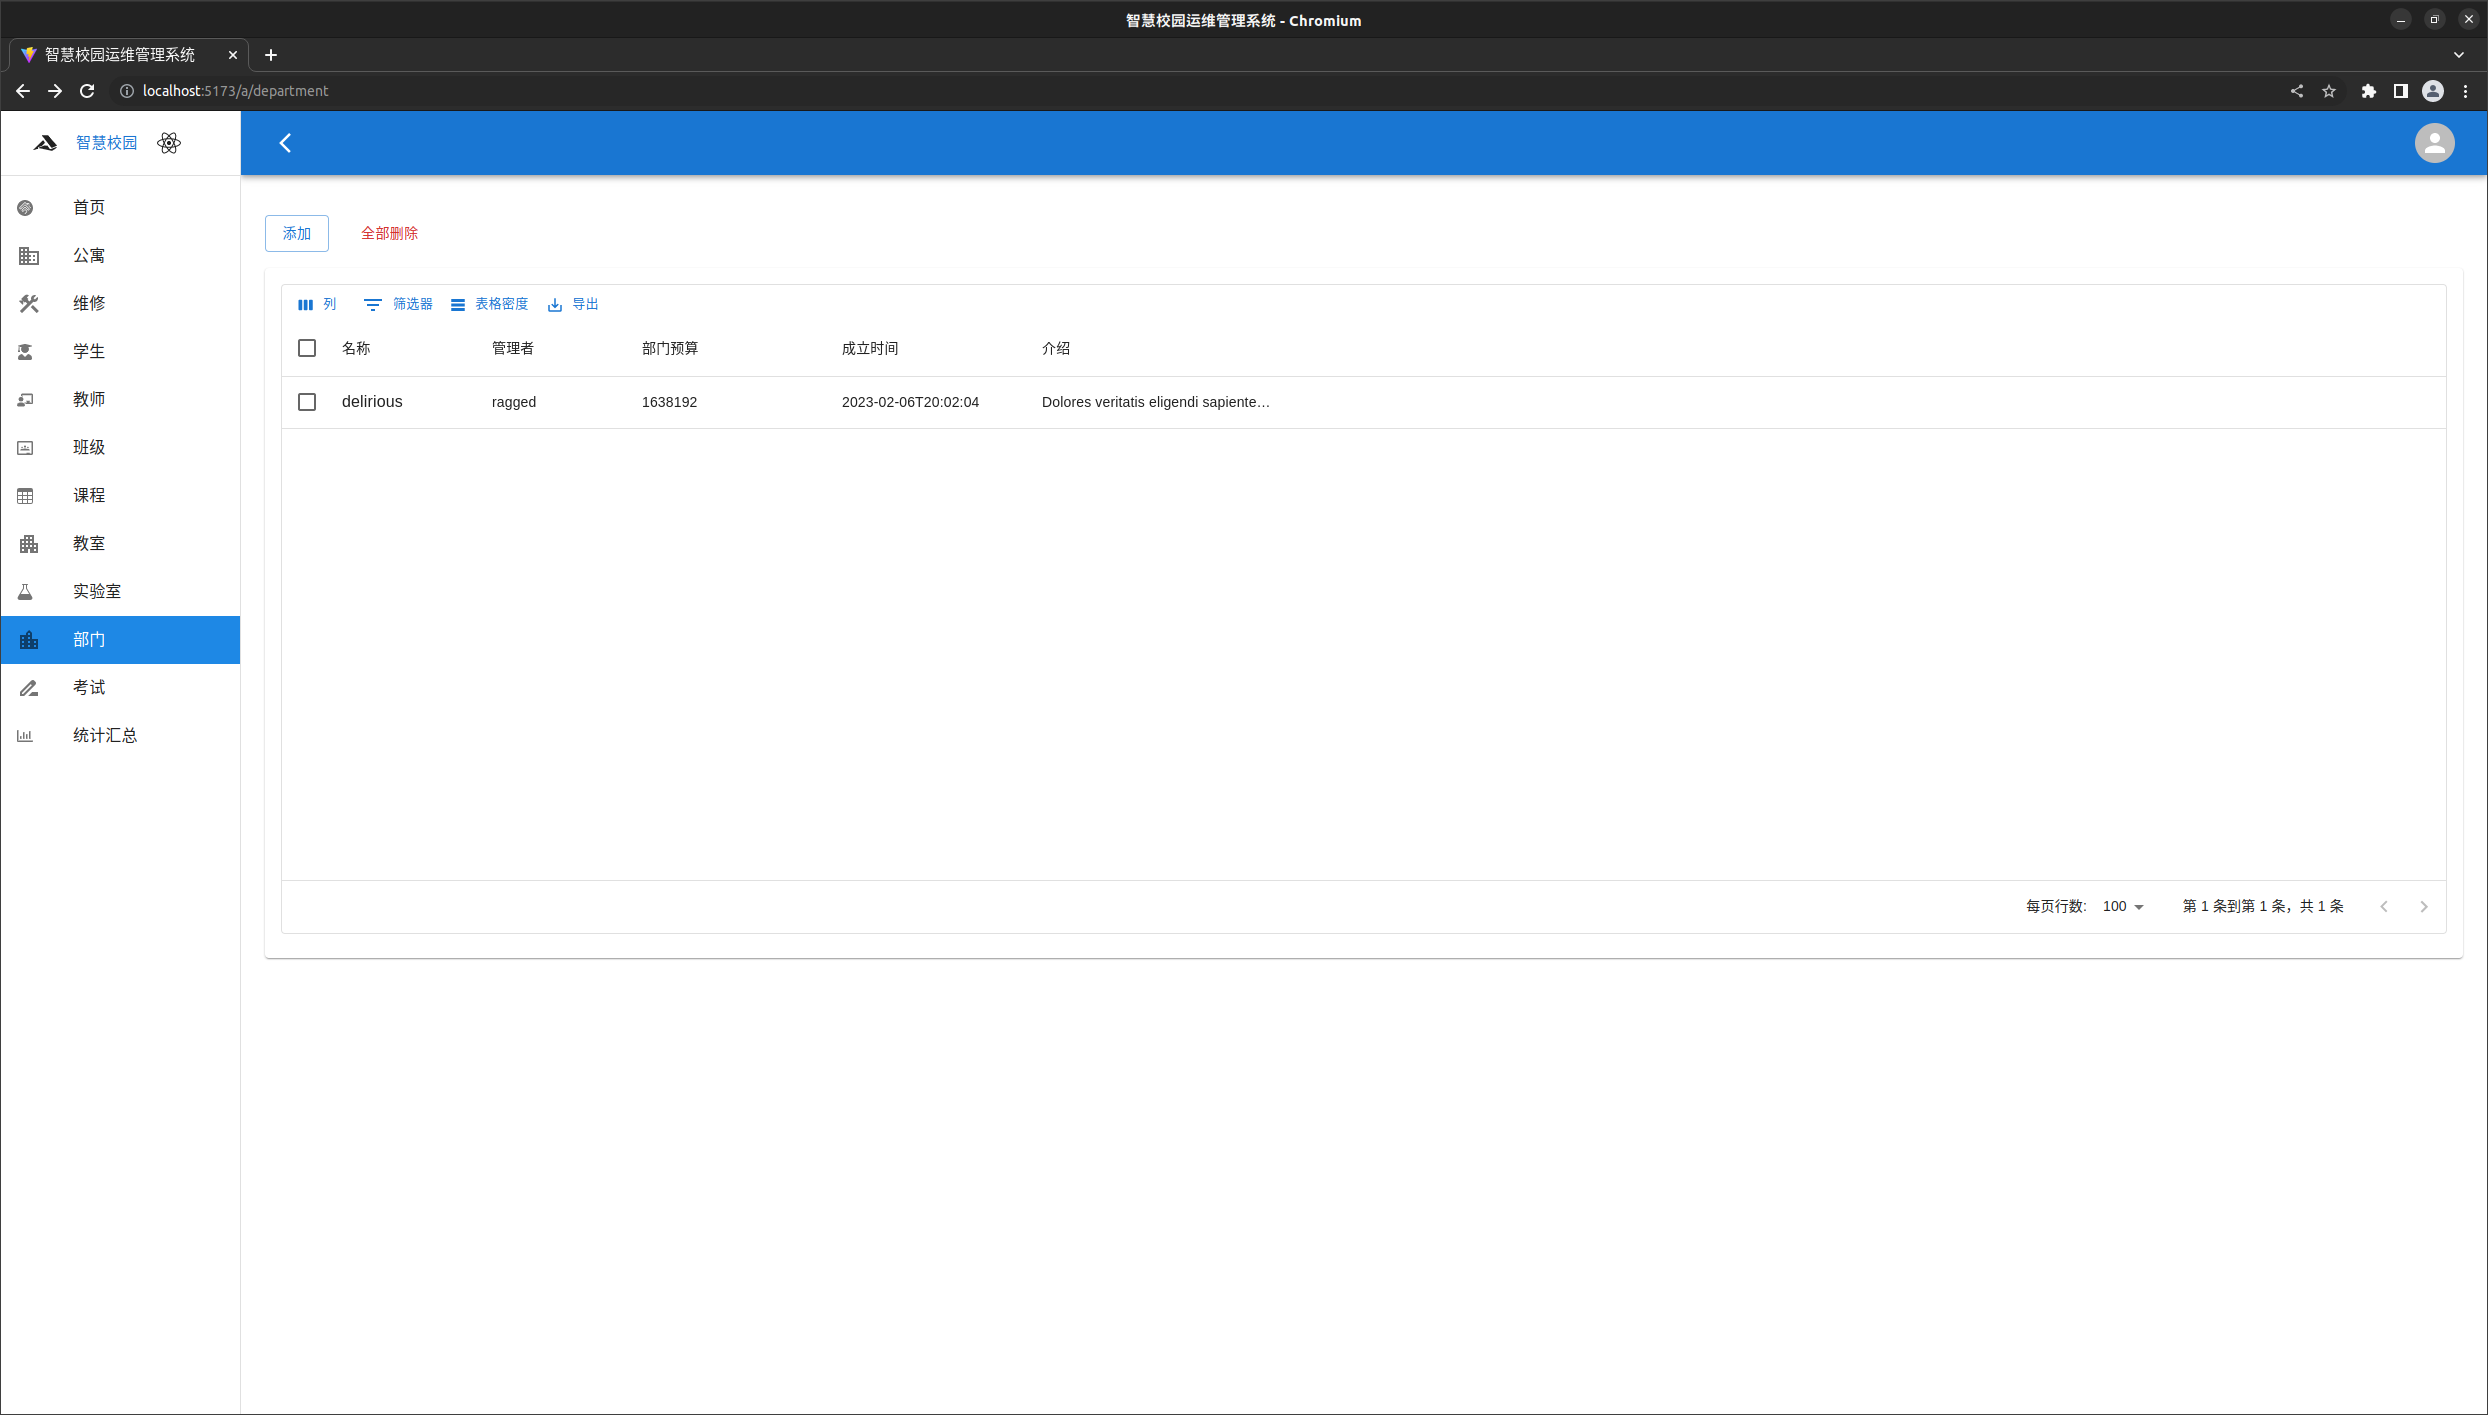 智慧校园运维管理系统 - Chromium
智慧校园运维管理系统
localhost:5173/a/department
智慧校园
首页
公寓
维修
学生
教师
班级
课程
教室
实验室
部门
考试
统计汇总
添加 全部删除
列 筛选器 表格密度 导出
名称 管理者 部门预算 成立时间 介绍
delirious ragged 1638192 2023-02-06T20:02:04 Dolores veritatis eligendi sapiente…
每页行数: 100 第 1 条到第 1 条，共 1 条